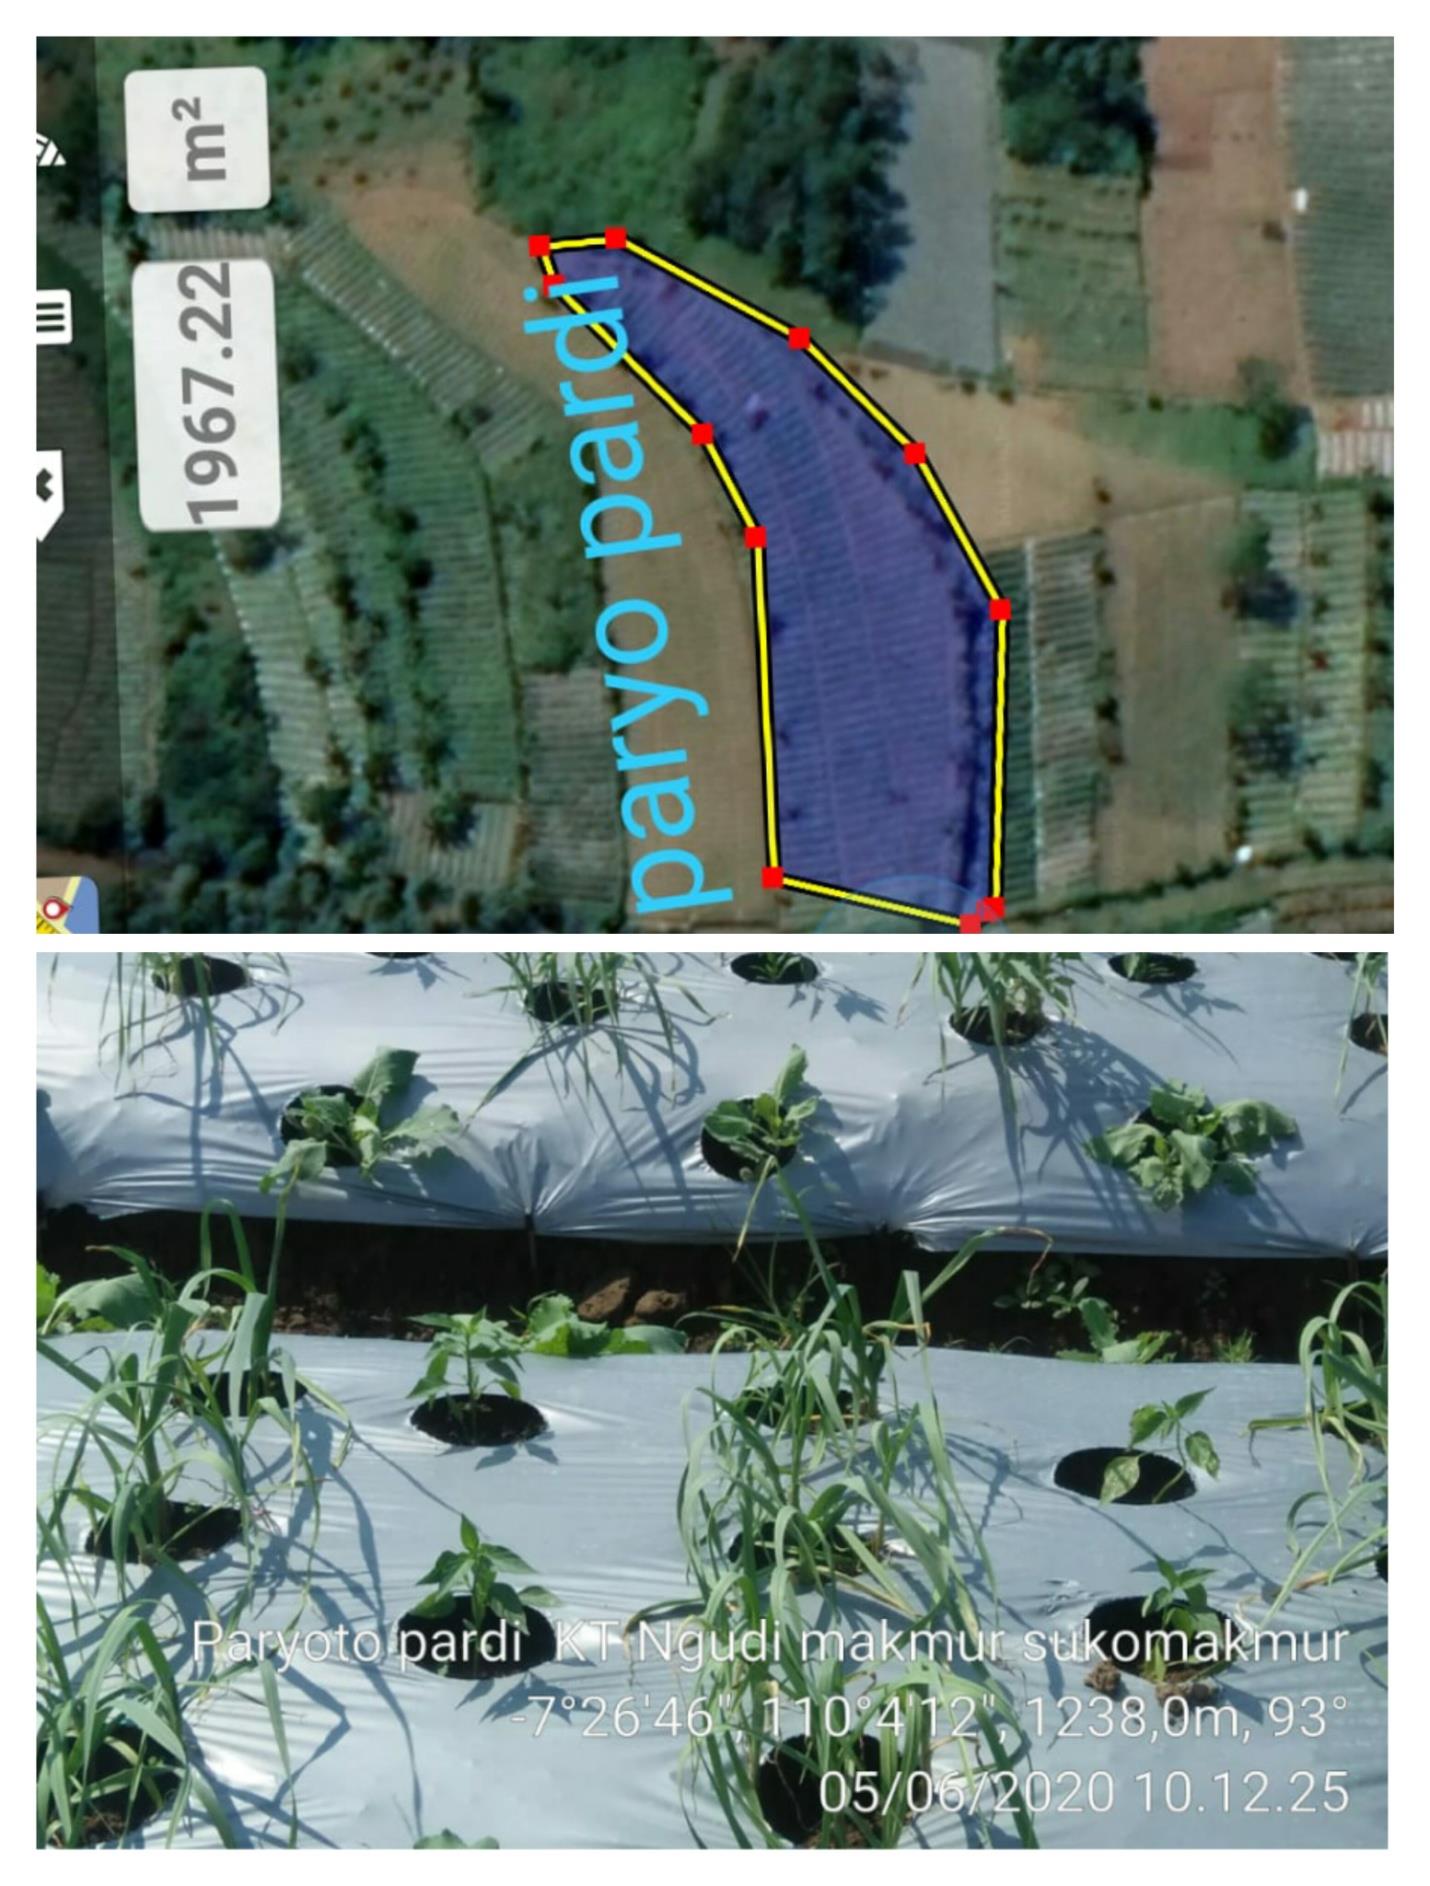 m²
1967.22
paryo pardi
Paryoto pardi KT Ngudi makmur sukomakmur
-7°26'46", 110°4'12", 1238,0m, 93°
05/06/2020 10.12.25